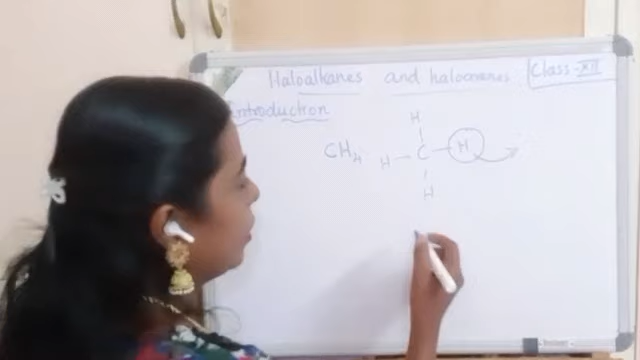 Haloalkanes and haloarenes Class-XII
Introduction
H
CH4 H - C - H
H